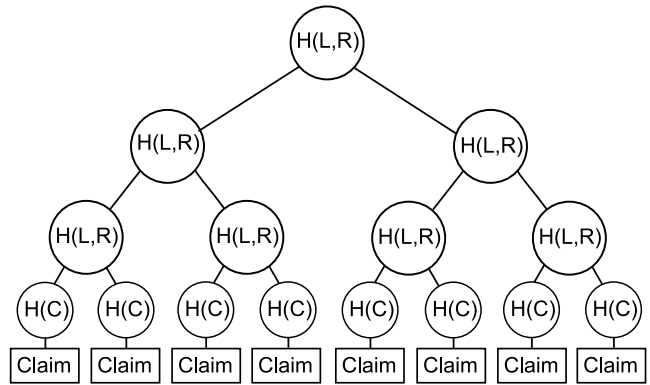 H(L,R)
H(L,R) H(L,R)
H(L,R) H(L,R) H(L,R) H(L,R)
H(C) H(C) H(C) H(C) H(C) H(C) H(C) H(C)
Claim Claim Claim Claim Claim Claim Claim Claim